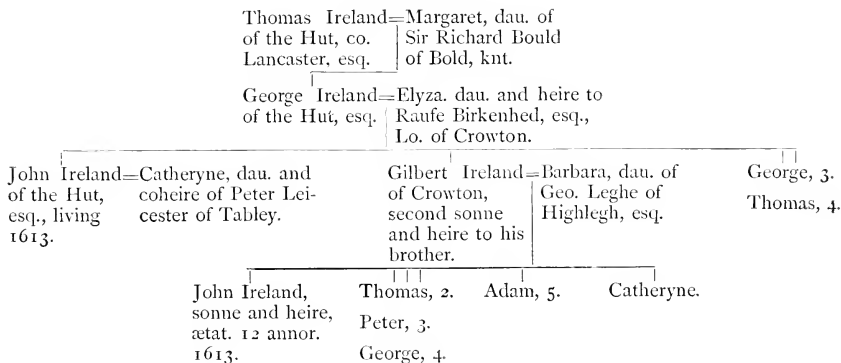 Thomas Ireland=Margaret, dau. of
of the Hut, co. Sir Richard Bould
Lancaster, esq. of Bold, knt.
George Ireland=Elyza. dau. and heire to
of the Hut, esq. Raufe Birkenhed, esq.,
Lo. of Crowton.
John Ireland=Catheryne, dau. and
of the Hut, coheire of Peter Lei-
esq., living cester of Tabley.
1613.
Gilbert Ireland=Barbara, dau. of
of Crowton, Geo. Leghe of
second sonne Highlegh, esq.
and heire to his
brother.
George, 3.
Thomas, 4.
John Ireland,
sonne and heire,
ætat. 12 annor.
1613.
Thomas, 2.
Peter, 3.
George, 4.
Adam, 5.
Catheryne.